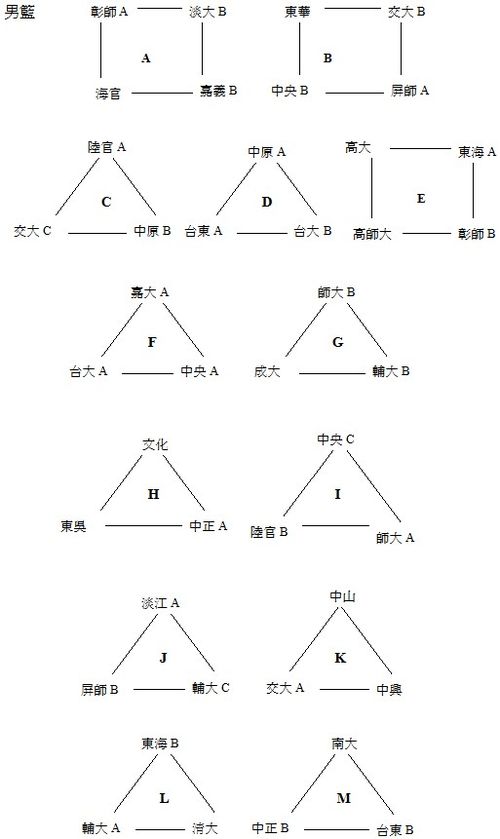 男籃
彰師 A 淡大 B
A
海官 嘉義 B
東華 交大 B
B
中央 B 屏師 A
陸官 A
C
交大 C 中原 B
中原 A
D
台東 A 台大 B
高大 東海 A
E
高師大 彰師 B
嘉大 A
F
台大 A 中央 A
師大 B
G
成大 輔大 B
文化
H
東吳 中正 A
中央 C
I
陸官 B 師大 A
淡江 A
J
屏師 B 輔大 C
中山
K
交大 A 中興
東海 B
L
輔大 A 清大
南大
M
中正 B 台東 B